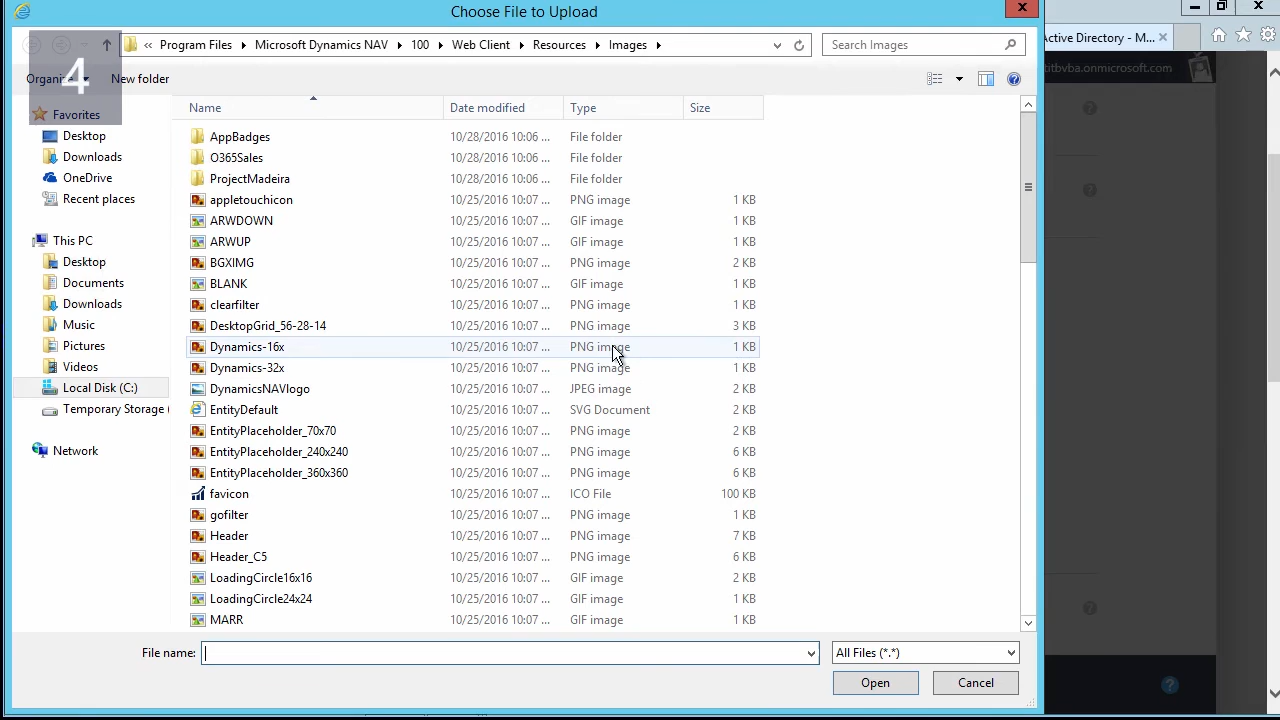 Choose File to Upload
« Program Files Microsoft Dynamics NAV 100 Web Client Resources Images
Search Images
ctive Directory - M...
Organize
New folder
4
titbvba.onmicrosoft.com
Name Date modified Type Size
Favorites
Desktop
Downloads
OneDrive
Recent places
This PC
Desktop
Documents
Downloads
Music
Pictures
Videos
Local Disk (C:)
Temporary Storage (
Network
AppBadges 10/28/2016 10:06 ... File folder
O365Sales 10/28/2016 10:06 ... File folder
ProjectMadeira 10/28/2016 10:06 ... File folder
appletouchicon 10/25/2016 10:07 ... PNG image 1 KB
ARWDOWN 10/25/2016 10:07 ... GIF image 1 KB
ARWUP 10/25/2016 10:07 ... GIF image 1 KB
BGXIMG 10/25/2016 10:07 ... PNG image 2 KB
BLANK 10/25/2016 10:07 ... GIF image 1 KB
clearfilter 10/25/2016 10:07 ... PNG image 1 KB
DesktopGrid_56-28-14 10/25/2016 10:07 ... PNG image 3 KB
Dynamics-16x 10/25/2016 10:07 ... PNG image 1 KB
Dynamics-32x 10/25/2016 10:07 ... PNG image 1 KB
DynamicsNAVlogo 10/25/2016 10:07 ... JPEG image 2 KB
EntityDefault 10/25/2016 10:07 ... SVG Document 2 KB
EntityPlaceholder_70x70 10/25/2016 10:07 ... PNG image 2 KB
EntityPlaceholder_240x240 10/25/2016 10:07 ... PNG image 6 KB
EntityPlaceholder_360x360 10/25/2016 10:07 ... PNG image 6 KB
favicon 10/25/2016 10:07 ... ICO File 100 KB
gofilter 10/25/2016 10:07 ... PNG image 1 KB
Header 10/25/2016 10:07 ... PNG image 7 KB
Header_C5 10/25/2016 10:07 ... PNG image 6 KB
LoadingCircle16x16 10/25/2016 10:07 ... GIF image 2 KB
LoadingCircle24x24 10/25/2016 10:07 ... GIF image 1 KB
MARR 10/25/2016 10:07 ... GIF image 1 KB
File name:
All Files (*.*)
Open
Cancel